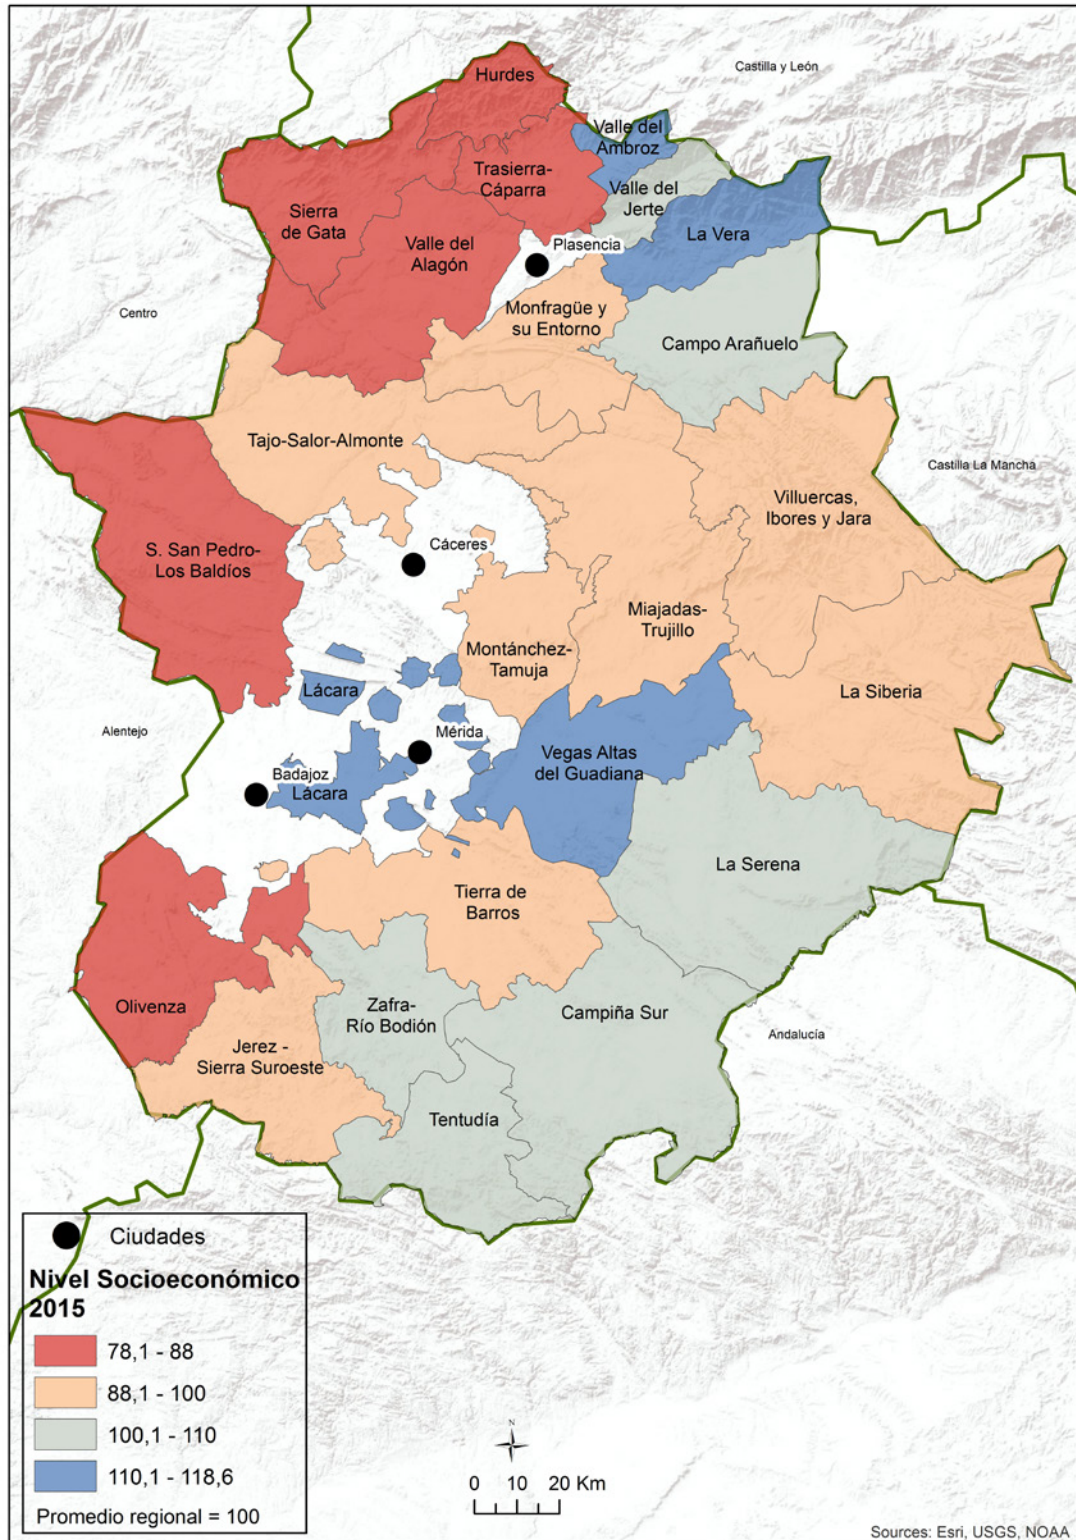 Castilla y León
Hurdes
Valle del
Ambroz
Trasierra-
Cáparra
Valle del
Jerte
Sierra
de Gata
La Vera
Valle del
Alagón
Plasencia
Centro
Monfragüe y
su Entorno
Campo Arañuelo
Tajo-Salor-Almonte
Castilla La Mancha
Villuercas,
Ibores y Jara
Cáceres
S. San Pedro-
Los Baldíos
Miajadas-
Trujillo
Montánchez-
Tamuja
Lácara
La Siberia
Alentejo
Mérida
Vegas Altas
del Guadiana
Badajoz
Lácara
La Serena
Tierra de
Barros
Olivenza
Zafra-
Río Bodión
Campiña Sur
Andalucía
Jerez -
Sierra Suroeste
Tentudía
Ciudades
Nivel Socioeconómico
2015
78,1 - 88
88,1 - 100
100,1 - 110
110,1 - 118,6
Promedio regional = 100
N
0 10 20 Km
Sources: Esri, USGS, NOAA